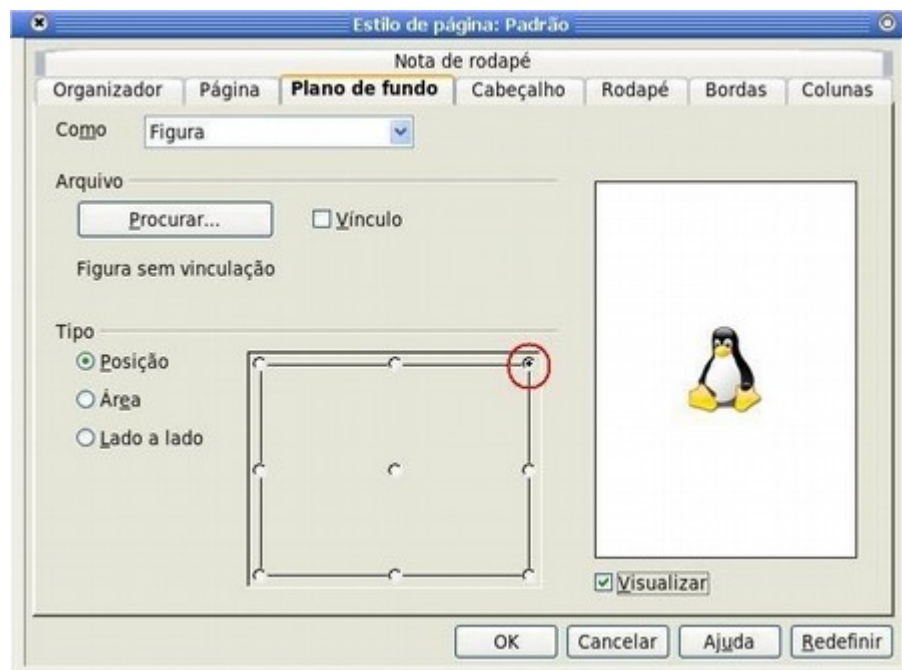 Estilo de página: Padrão
Nota de rodapé
Organizador Página Plano de fundo Cabeçalho Rodapé Bordas Colunas
Como Figura
Arquivo
Procurar... Vínculo
Figura sem vinculação
Tipo
Posição
Área
Lado a lado
Visualizar
OK Cancelar Ajuda Redefinir